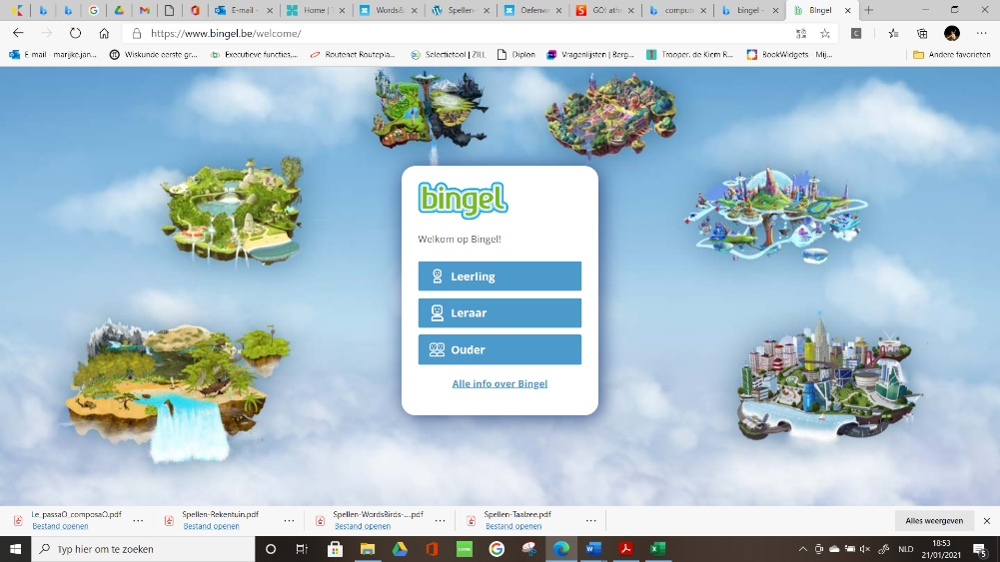 E-mail -
Home | T
Words&
Spellen-
Oefenwe
GO! athe
compute
bingel -
Bingel
https://www.bingel.be/welcome/
E-mail - marijke.jan...
Wiskunde eerste gr...
Executieve functies,...
Routenet Routepla...
Selectietool | ZILL
Diplon
Vragenlijsten | Berg...
Trooper. de Kiem R...
BookWidgets - Mij...
Andere favorieten
bingel
Welkom op Bingel!
Leerling
Leraar
Ouder
Alle info over Bingel
Le_passaO_composaO.pdf
Bestand openen
Spellen-Rekentuin.pdf
Bestand openen
Spellen-WordsBirds-....pdf
Bestand openen
Spellen-Taalzee.pdf
Bestand openen
Alles weergeven
Typ hier om te zoeken
NLD
18:53
21/01/2021
5